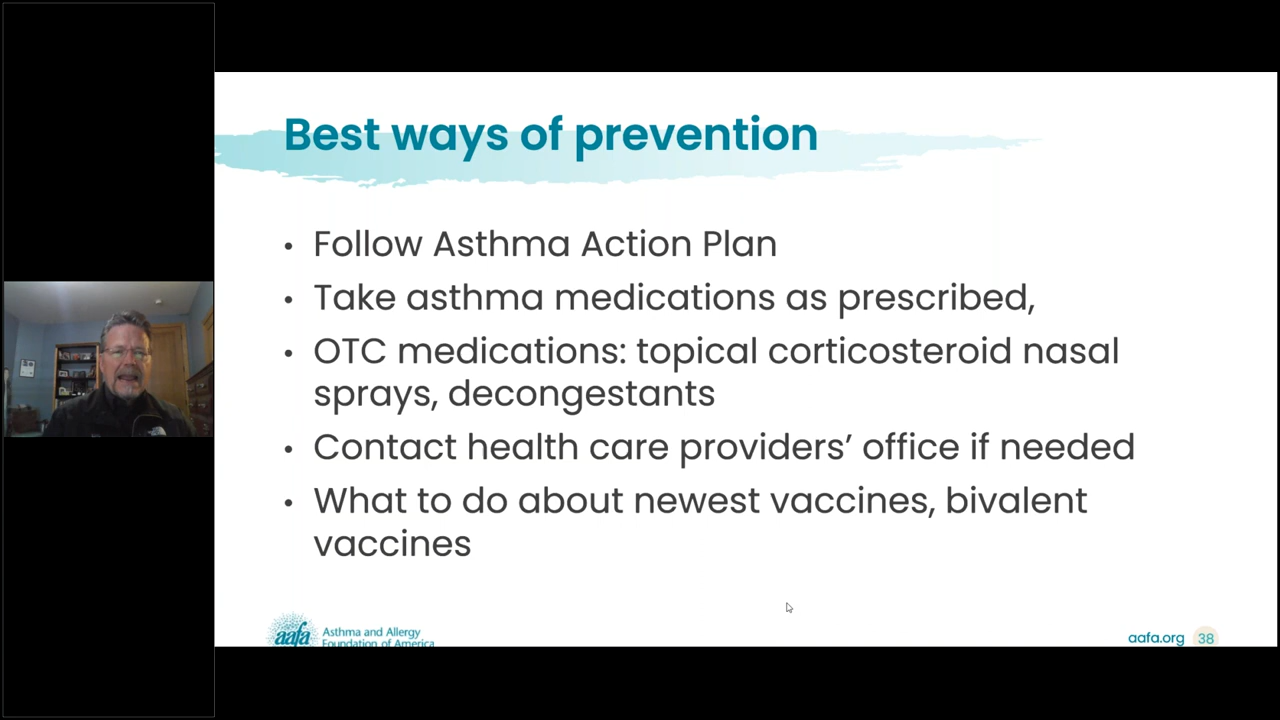 Best ways of prevention
• Follow Asthma Action Plan
• Take asthma medications as prescribed,
• OTC medications: topical corticosteroid nasal
sprays, decongestants
• Contact health care providers’ office if needed
• What to do about newest vaccines, bivalent
vaccines
aafa
Asthma and Allergy
Foundation of America
aafa.org 38